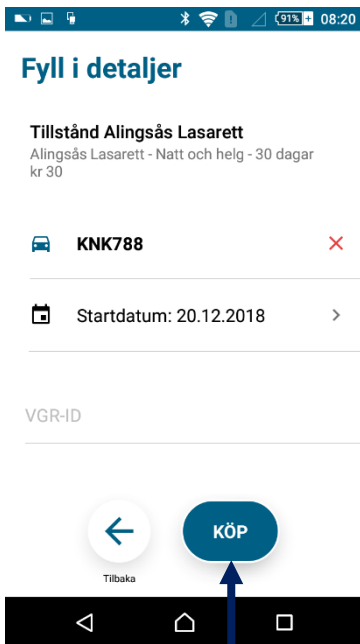 91% 08:20
Fyll i detaljer
Tillstånd Alingsås Lasarett
Alingsås Lasarett - Natt och helg - 30 dagar
kr 30
KNK788
Startdatum: 20.12.2018
VGR-ID
KÖP
Tilbaka